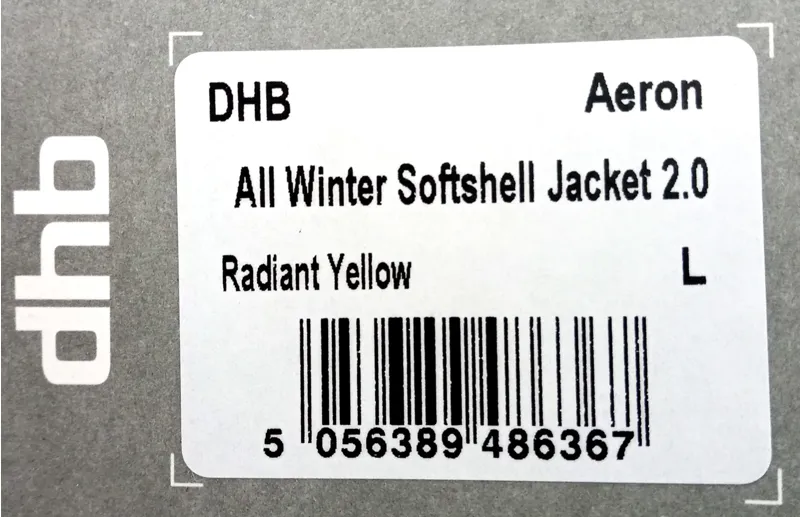 dhb
DHB Aeron
All Winter Softshell Jacket 2.0
Radiant Yellow L
5 056389 486367